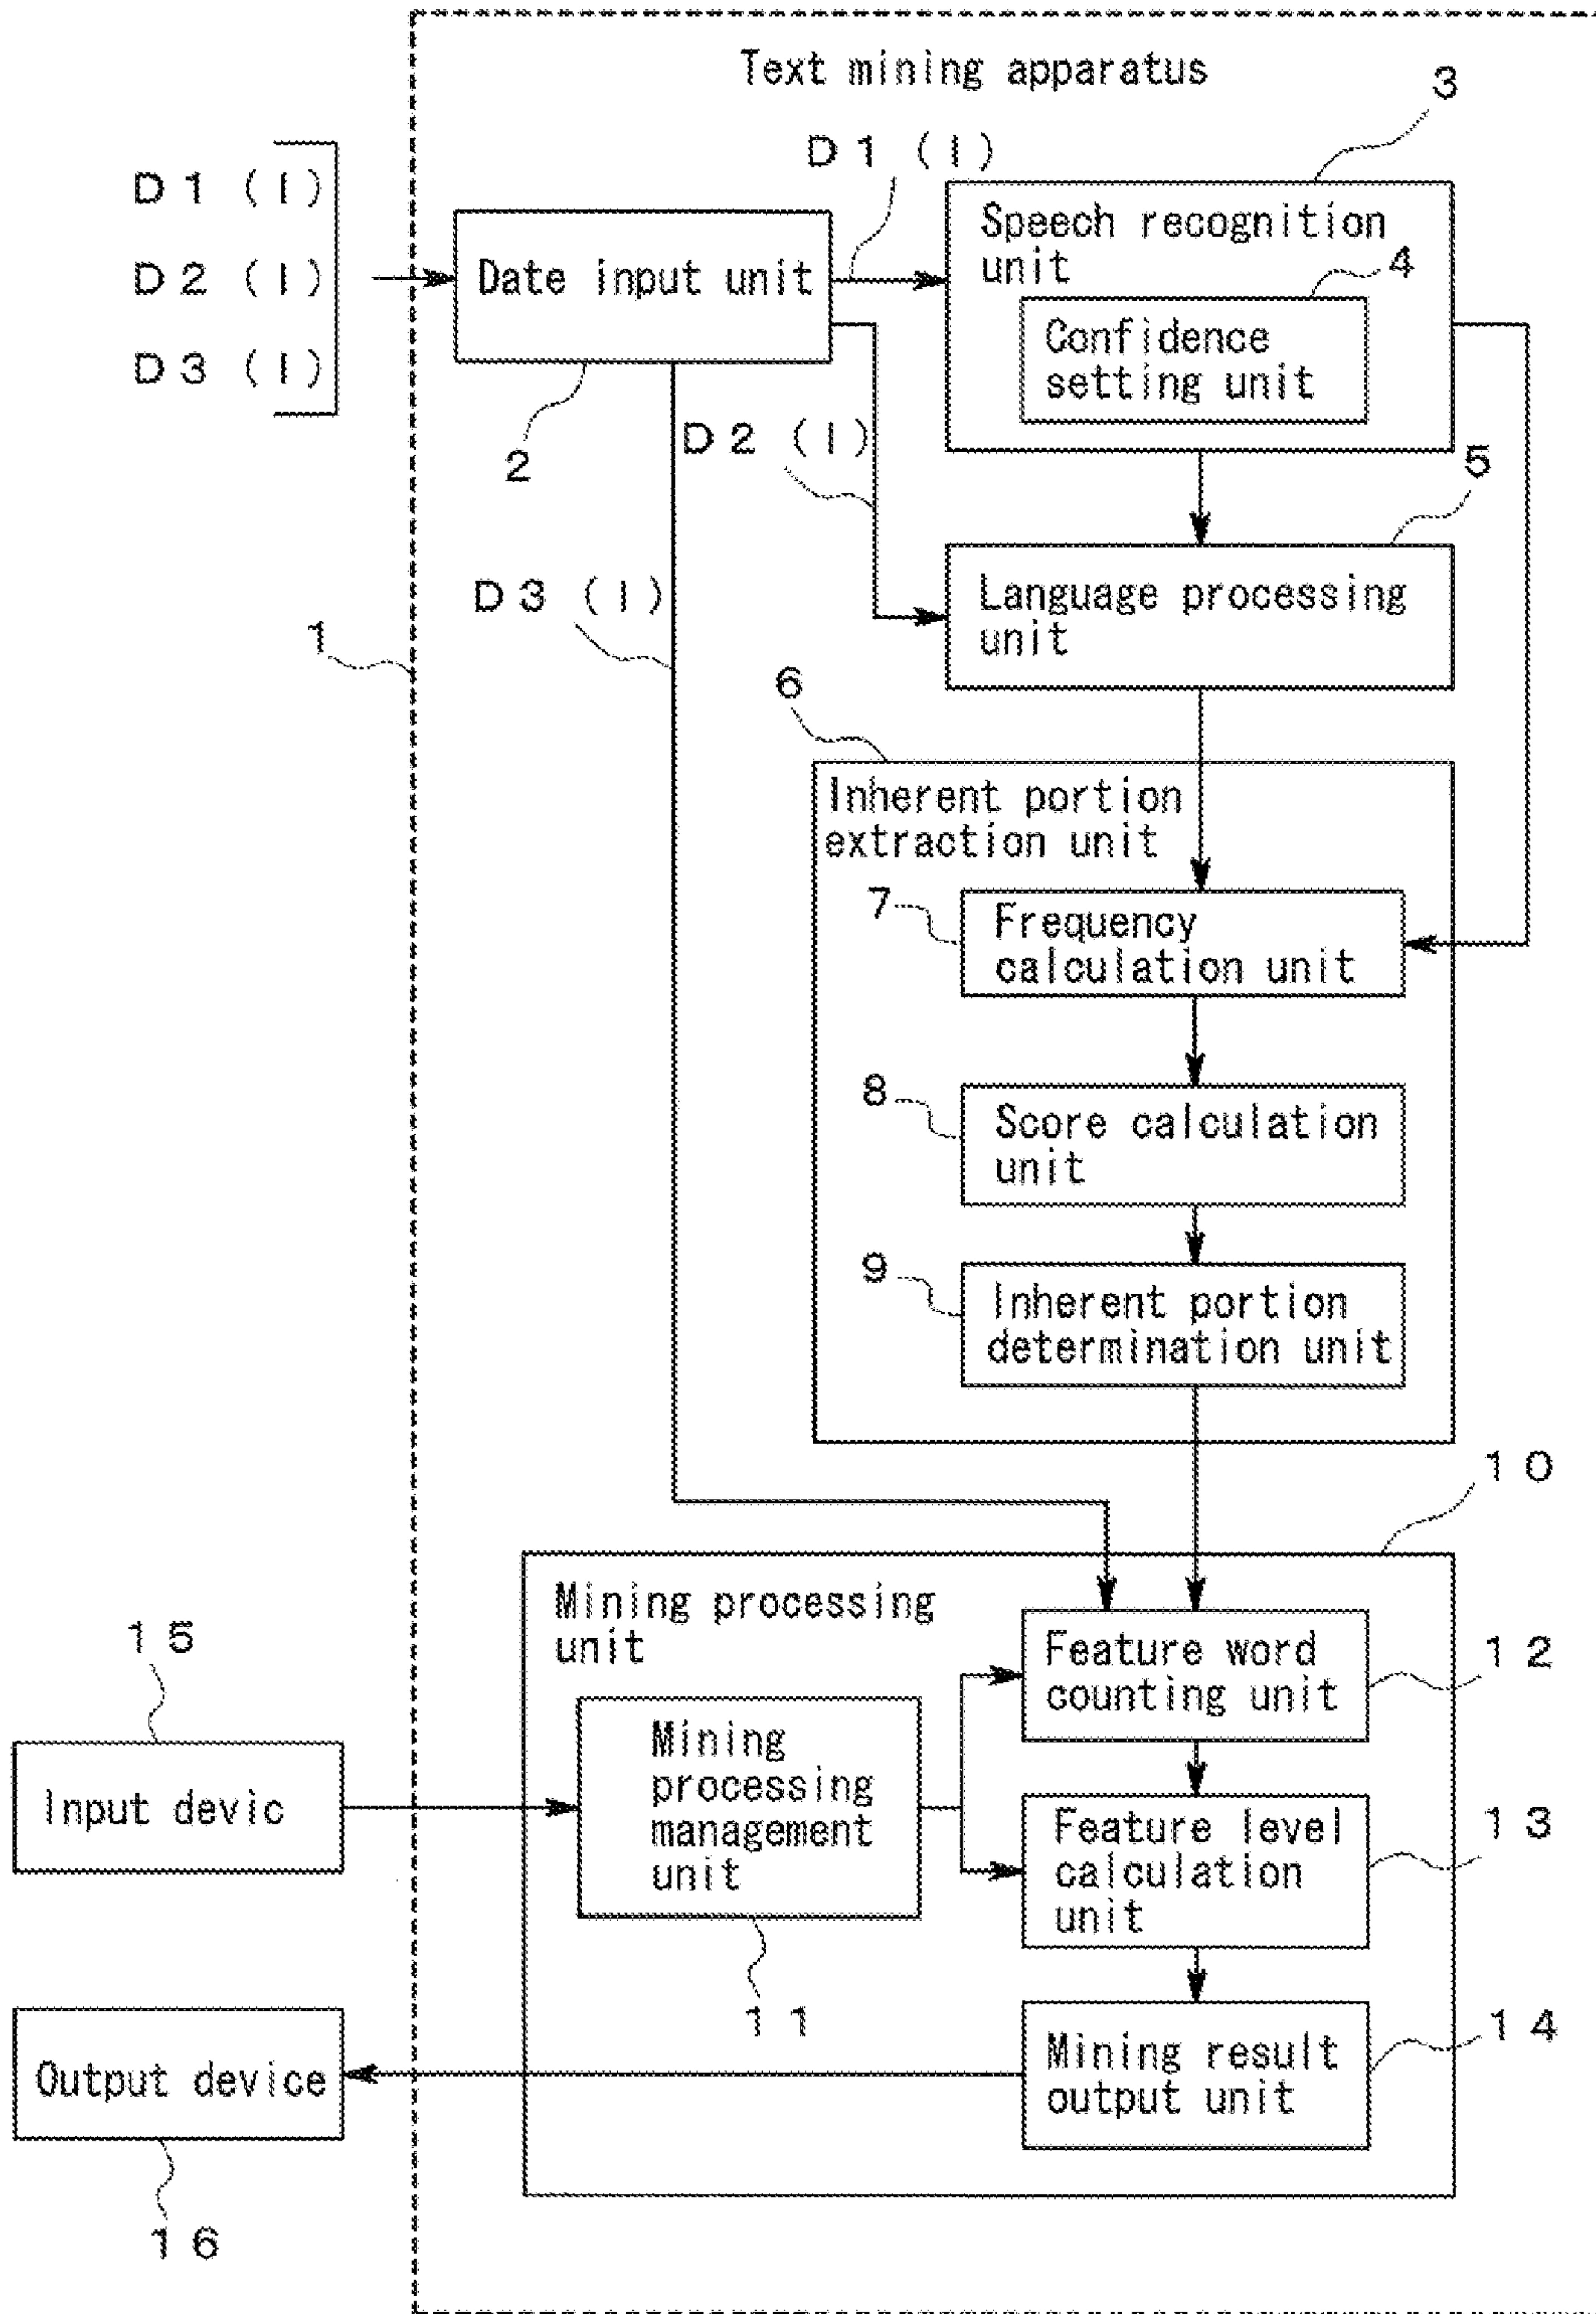 Text mining apparatus
3
D1 (I)
D1 (I)
D2 (I)
D3 (I)
Date input unit
2
Speech recognition
unit
4
Confidence
setting unit
D2 (I)
5
D3 (I)
Language processing
unit
1
6
Inherent portion
extraction unit
7
Frequency
calculation unit
8
Score calculation
unit
9
Inherent portion
determination unit
10
Mining processing
unit
15
Feature word
counting unit
12
Input devic
Mining
processing
management
unit
Feature level
calculation
unit
13
11
Output device
Mining result
output unit
14
16